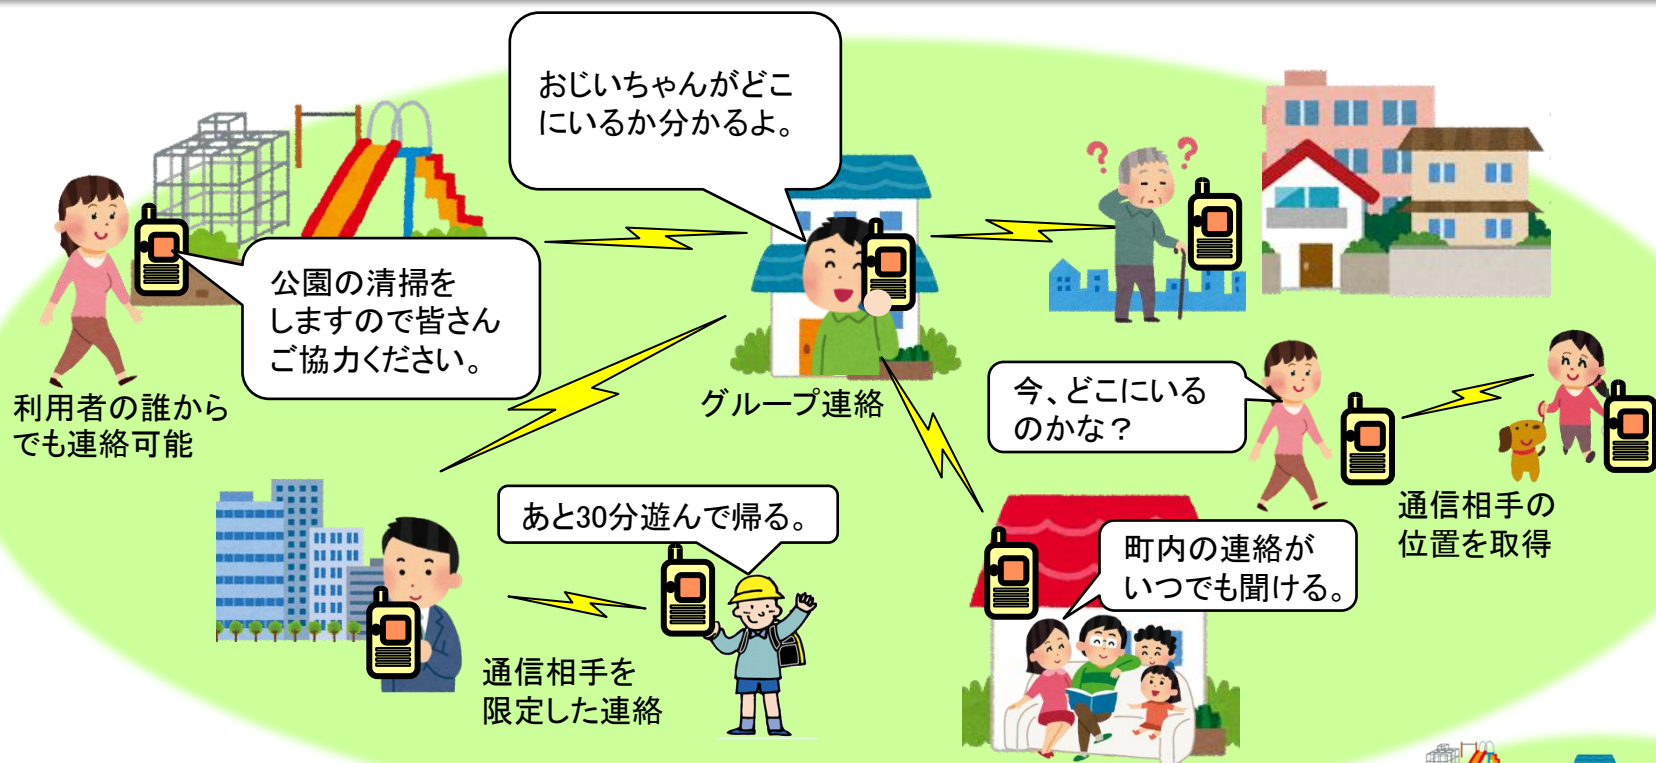 おじいちゃんがどこ
にいるか分かるよ。
公園の清掃を
しますので皆さん
ご協力ください。
利用者の誰から
でも連絡可能
グループ連絡
今、どこにいる
のかな？
通信相手の
位置を取得
あと30分遊んで帰る。
町内の連絡が
いつでも聞ける。
通信相手を
限定した連絡